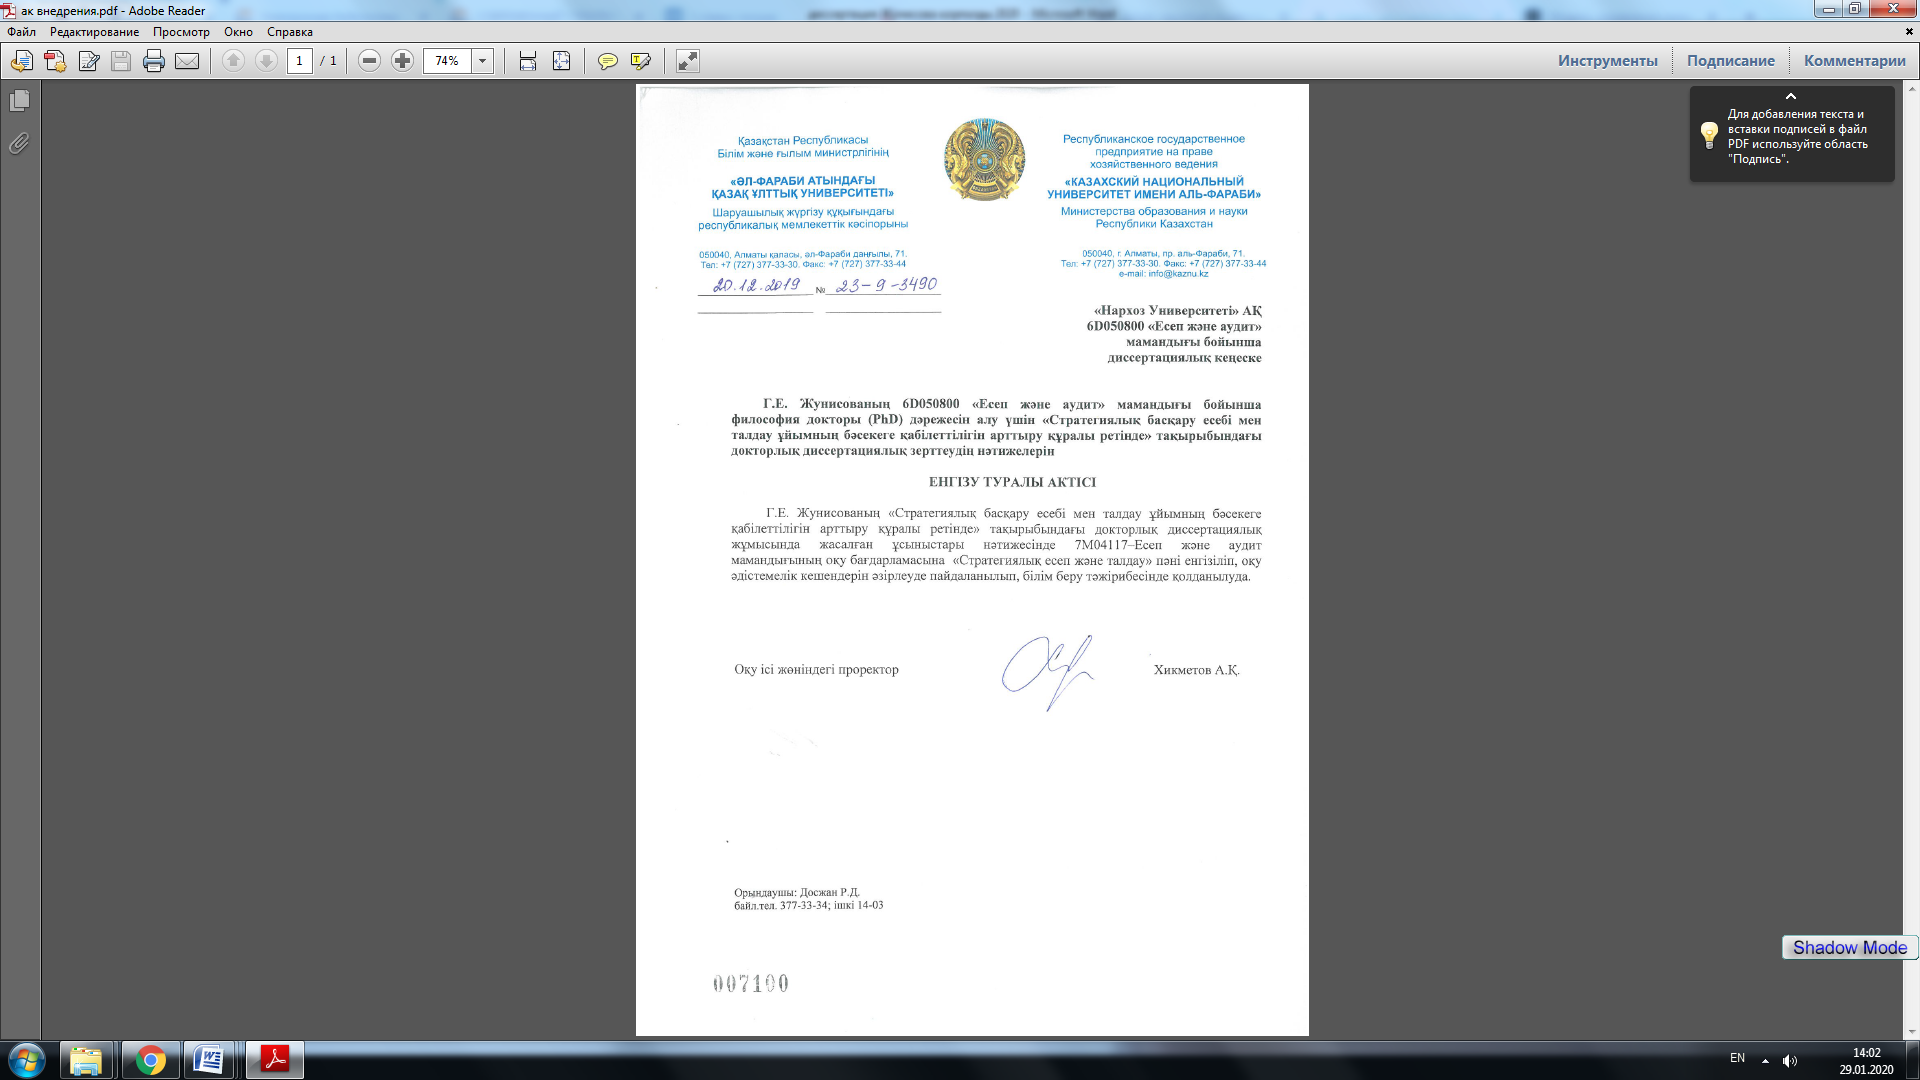 ак внедрения.pdf - Adobe Reader
Файл Редактирование Просмотр Окно Справка
1 / 1 74% Инструменты Подписание Комментарии
Для добавления текста и
вставки подписей в файл
PDF используйте область
"Подпись".
Қазақстан Республикасы
Білім және ғылым министрлігінің
«ӘЛ-ФАРАБИ АТЫНДАҒЫ
ҚАЗАҚ ҰЛТТЫҚ УНИВЕРСИТЕТІ»
Шаруашылық жүргізу құқығындағы
республикалық мемлекеттік кәсіпорыны
050040, Алматы қаласы, әл-Фараби даңғылы, 71.
Тел: +7 (727) 377-33-30. Факс: +7 (727) 377-33-44
20.12.2019 № 23-9-3490
Республиканское государственное
предприятие на праве
хозяйственного ведения
«КАЗАХСКИЙ НАЦИОНАЛЬНЫЙ
УНИВЕРСИТЕТ ИМЕНИ АЛЬ-ФАРАБИ»
Министерства образования и науки
Республики Казахстан
050040, г. Алматы, пр. аль-Фараби, 71.
Тел: +7 (727) 377-33-30. Факс: +7 (727) 377-33-44
e-mail: info@kaznu.kz
«Нархоз Университеті» АҚ
6D050800 «Есеп және аудит»
мамандығы бойынша
диссертациялық кеңеске
Г.Е. Жунисованың 6D050800 «Есеп және аудит» мамандығы бойынша
философия докторы (PhD) дәрежесін алу үшін «Стратегиялық басқару есебі мен
талдау ұйымның бәсекеге қабілеттілігін арттыру құралы ретінде» тақырыбындағы
докторлық диссертациялық зерттеудің нәтижелерін
ЕНГІЗУ ТУРАЛЫ АКТІСІ
Г.Е. Жунисованың «Стратегиялық басқару есебі мен талдау ұйымның бәсекеге
қабілеттілігін арттыру құралы ретінде» тақырыбындағы докторлық диссертациялық
жұмысында жасалған ұсыныстары нәтижесінде 7М04117–Есеп және аудит
мамандығының оқу бағдарламасына «Стратегиялық есеп және талдау» пәні енгізіліп, оқу
әдістемелік кешендерін әзірлеуде пайдаланылып, білім беру тәжірибесінде қолданылуда.
Оқу ісі жөніндегі проректор Хикметов А.Қ.
Орындаушы: Досжан Р.Д.
байл.тел. 377-33-34; ішкі 14-03
007100
Shadow Mode
EN
14:02
29.01.2020